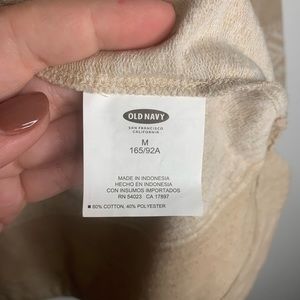 OLD NAVY
SAN FRANCISCO
CALIFORNIA
M
165/92A
MADE IN INDONESIA
HECHO EN INDONESIA
CON INSUMOS IMPORTADOS
RN 54023 CA 17897
■ 60% COTTON, 40% POLYESTER